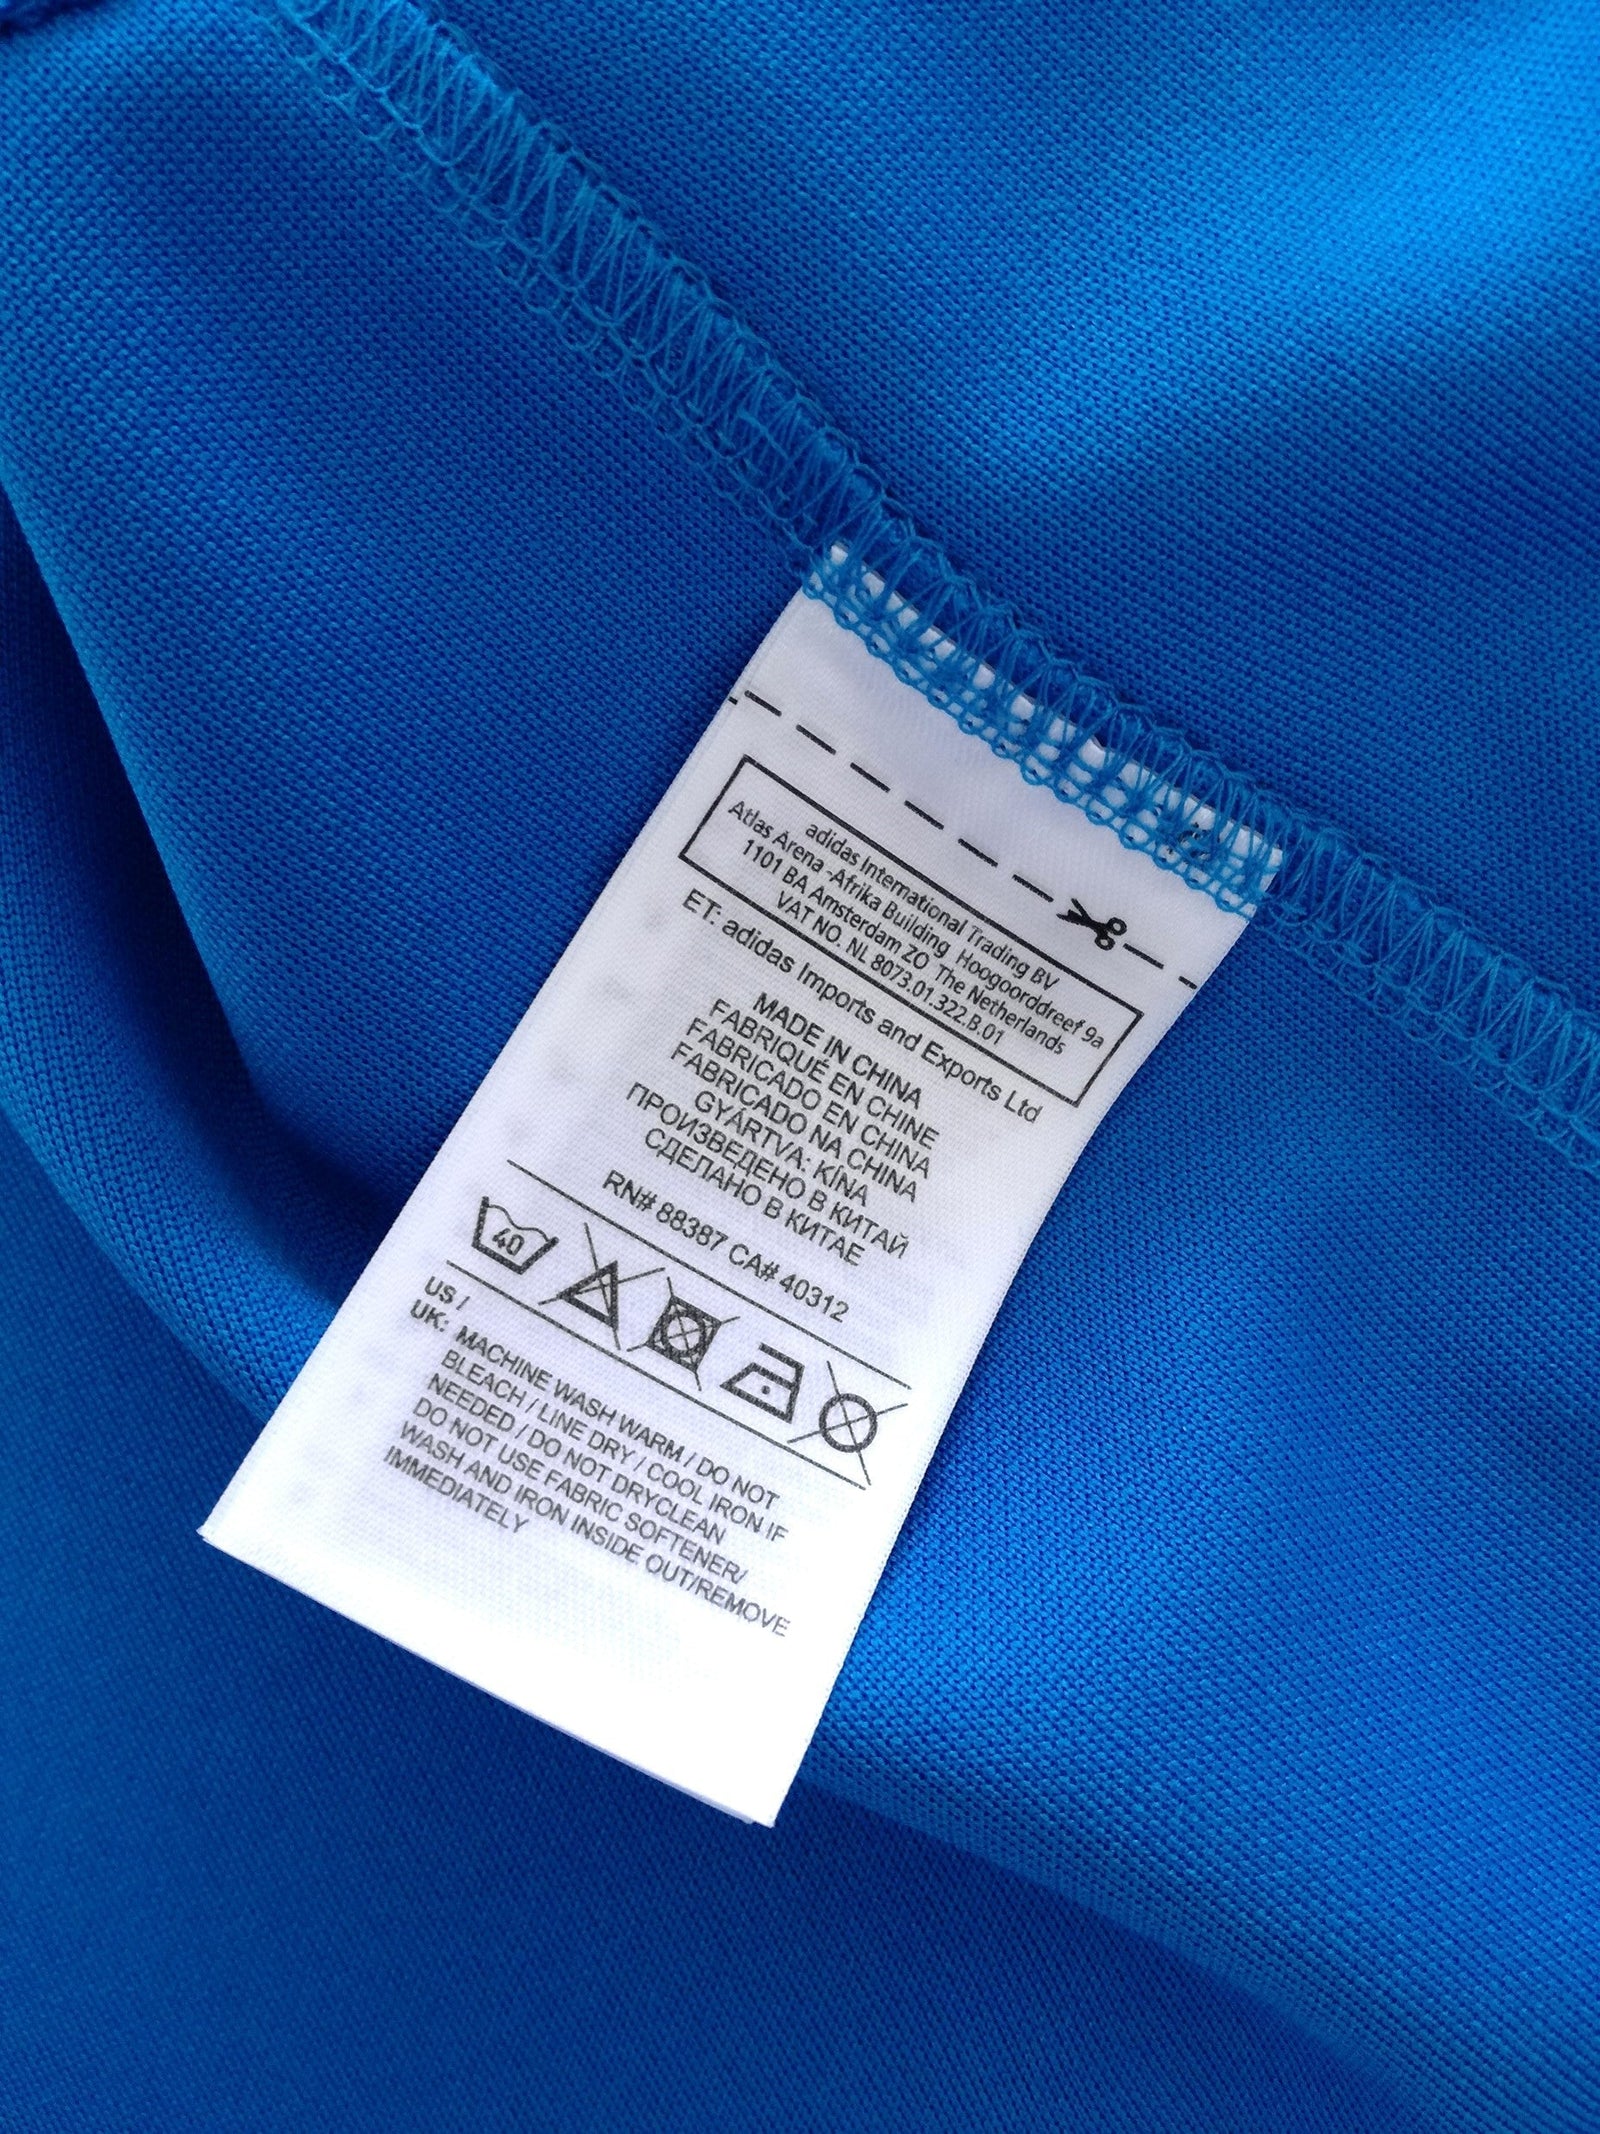 adidas International Trading BV
Atlas Arena -Afrika Building Hoogoorddreef 9a
1101 BA Amsterdam ZO The Netherlands
VAT NO. NL 8073.01.322.B.01
ET: adidas Imports and Exports Ltd
MADE IN CHINA
FABRIQUÉ EN CHINE
FABRICADO EN CHINA
FABRICADO NA CHINA
GYÁRTVA: KÍNA
ПРОИЗВЕДЕНО В КИТАЙ
СДЕЛАНО В КИТАЕ
RN# 88387 CA# 40312
40
US /
UK: MACHINE WASH WARM / DO NOT
BLEACH / LINE DRY / COOL IRON IF
NEEDED / DO NOT DRYCLEAN
DO NOT USE FABRIC SOFTENER/
WASH AND IRON INSIDE OUT/REMOVE
IMMEDIATELY